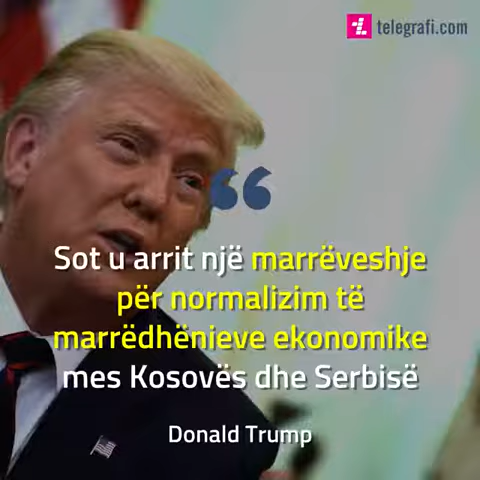 telegrafi.com
Sot u arrit një marrëveshje
për normalizim të
marrëdhënieve ekonomike
mes Kosovës dhe Serbisë
Donald Trump